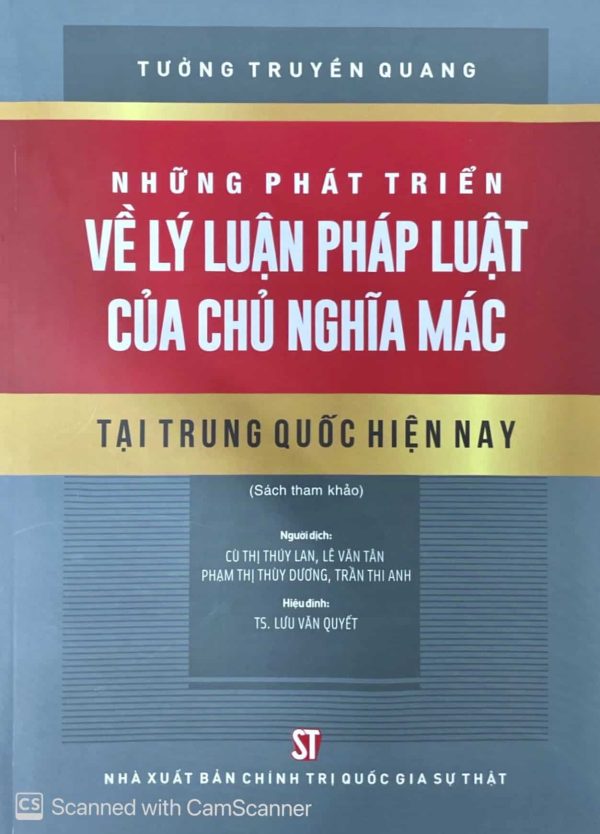 TƯỞNG TRUYỀN QUANG
NHỮNG PHÁT TRIỂN
VỀ LÝ LUẬN PHÁP LUẬT
CỦA CHỦ NGHĨA MÁC
TẠI TRUNG QUỐC HIỆN NAY
(Sách tham khảo)
Người dịch:
CÙ THỊ THÚY LAN, LÊ VĂN TÂN
PHẠM THỊ THÙY DƯƠNG, TRẦN THI ANH
Hiệu đính:
TS. LƯU VĂN QUYẾT
ST
NHÀ XUẤT BẢN CHÍNH TRỊ QUỐC GIA SỰ THẬT
CS Scanned with CamScanner